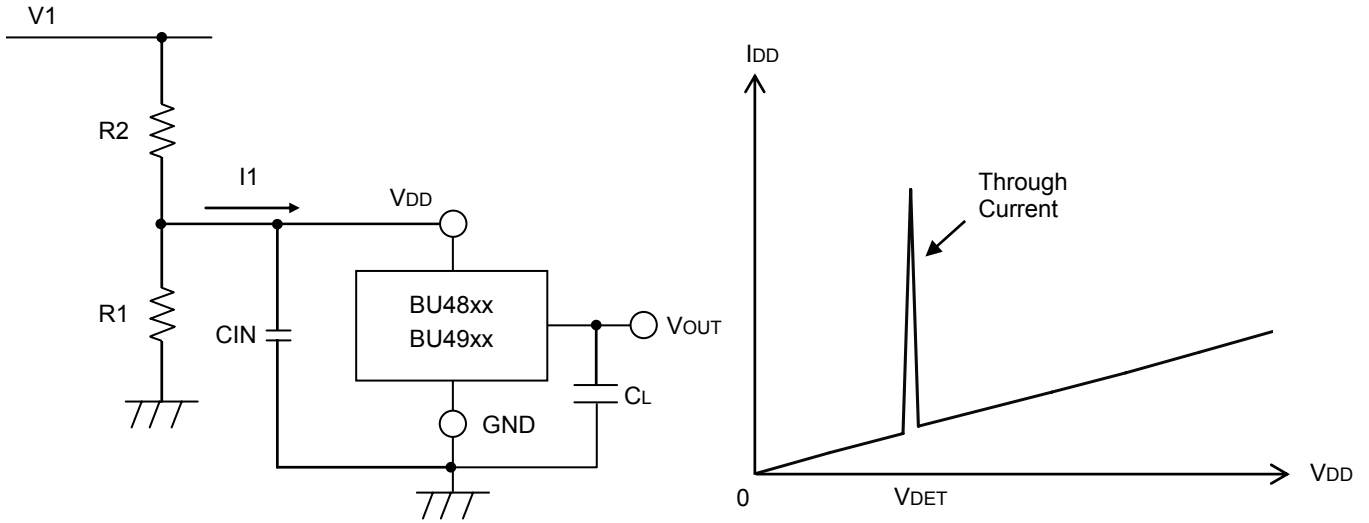 V1
R2
I1
VDD
R1
CIN
BU48xx
BU49xx
VOUT
CL
GND
IDD
Through
Current
0
VDET
VDD